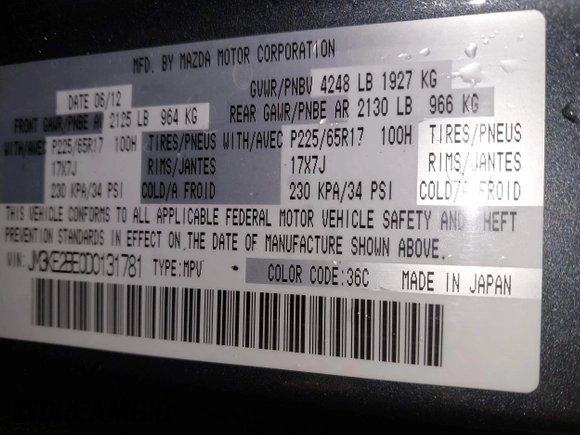 MFD. BY MAZDA MOTOR CORPORATION
GVWR/PNBV 4248 LB 1927 KG
DATE 06/12
FRONT GAWR/PNBE AR 2125 LB 964 KG REAR GAWR/PNBE AR 2130 LB 966 KG
WITH/AVEC P225/65R17 100H TIRES/PNEUS WITH/AVEC P225/65R17 100H TIRES/PNEUS
17X7J RIMS/JANTES 17X7J RIMS/JANTES
230 KPA/34 PSI COLD/A FROID 230 KPA/34 PSI COLD/A FROID
THIS VEHICLE CONFORMS TO ALL APPLICABLE FEDERAL MOTOR VEHICLE SAFETY AND THEFT
PREVENTION STANDARDS IN EFFECT ON THE DATE OF MANUFACTURE SHOWN ABOVE.
VIN: TYPE:MPV COLOR CODE:36C MADE IN JAPAN